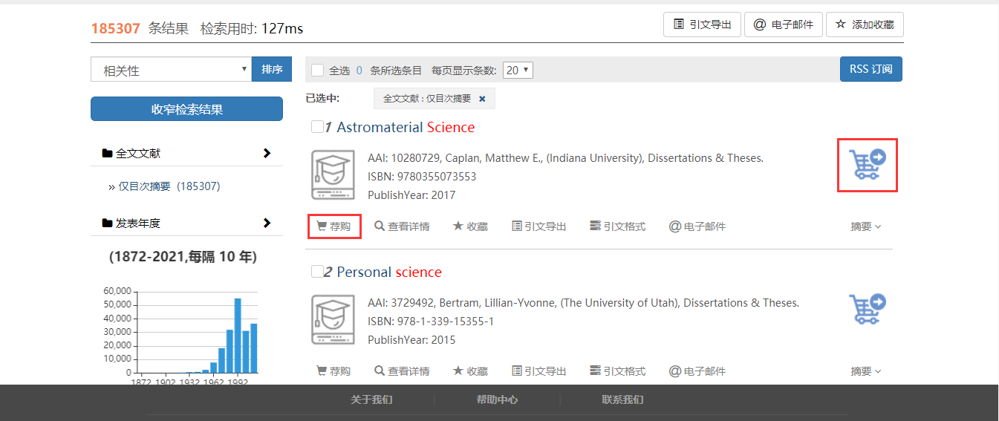 185307 条结果 检索用时: 127ms
引文导出 电子邮件 添加收藏
相关性 排序
全选 0 条所选条目 每页显示条数: 20 RSS 订阅
已选中: 全文文献 : 仅目次摘要
收窄检索结果
全文文献
仅目次摘要 (185307)
发表年度
(1872-2021,每隔 10 年)
60,000
50,000
40,000
30,000
20,000
10,000
0
1872 1902 1932 1962 1992
1 Astromaterial Science
AAI: 10280729, Caplan, Matthew E., (Indiana University), Dissertations & Theses.
ISBN: 9780355073553
PublishYear: 2017
荐购 查看详情 收藏 引文导出 引文格式 电子邮件 摘要
2 Personal science
AAI: 3729492, Bertram, Lillian-Yvonne, (The University of Utah), Dissertations & Theses.
ISBN: 978-1-339-15355-1
PublishYear: 2015
荐购 查看详情 收藏 引文导出 引文格式 电子邮件 摘要
关于我们 帮助中心 联系我们